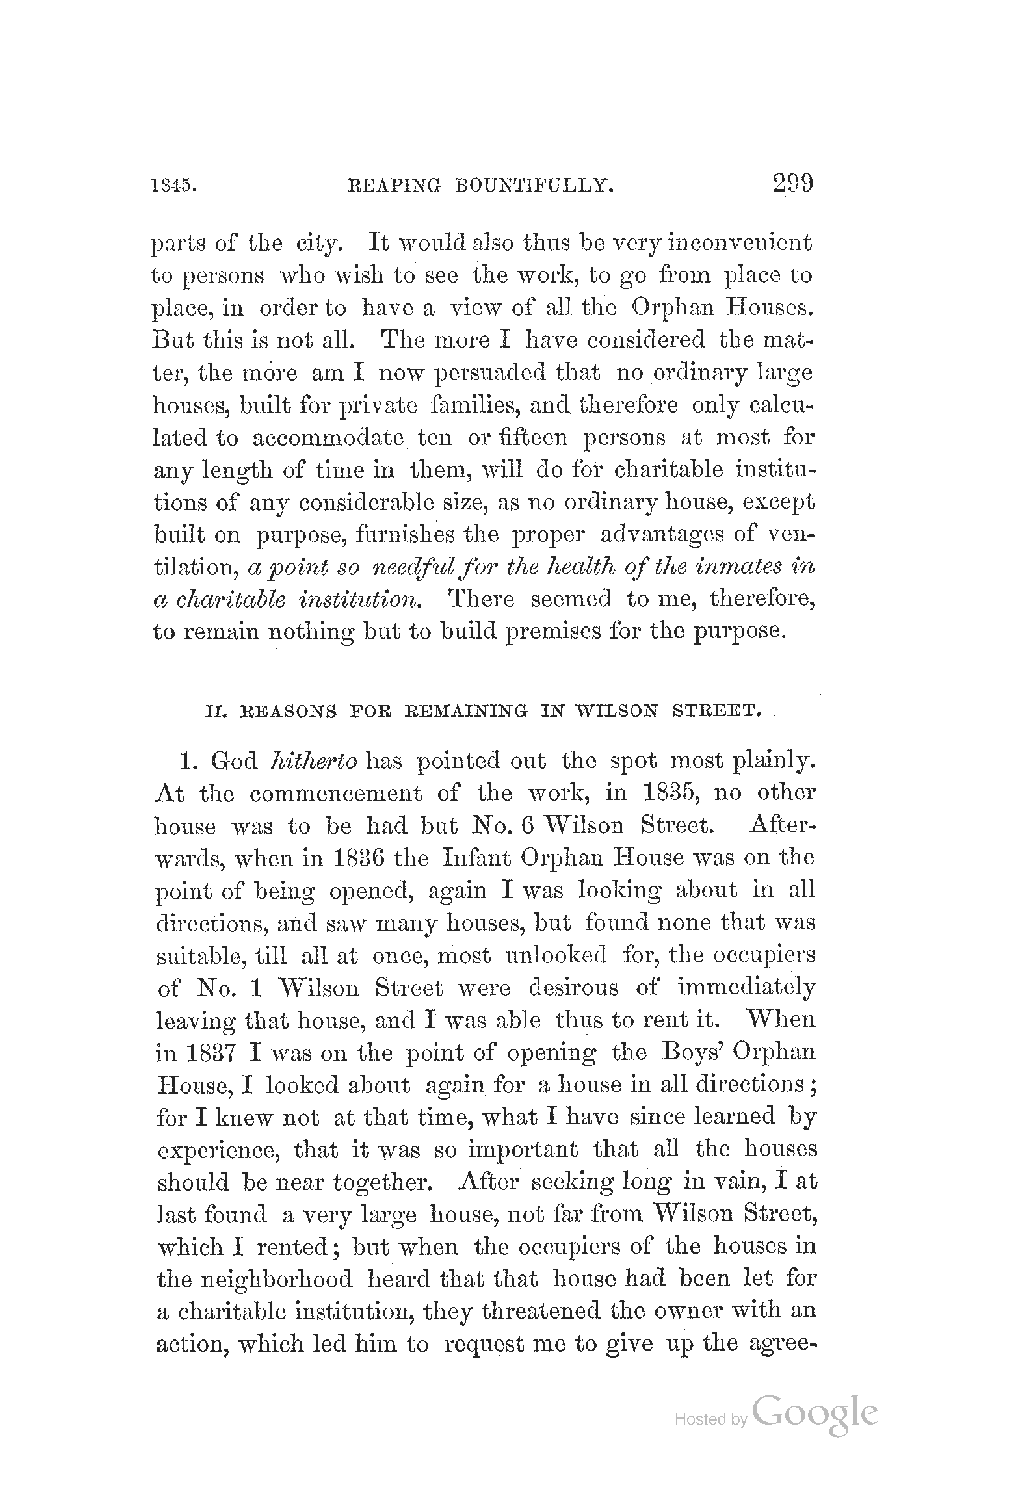 1845. REAPING BOUNTIFULLY. 299
parts of the city. It would also thus be very inconvenient
to persons who wish to see the work, to go from place to
place, in order to have a view of all the Orphan Houses.
But this is not all. The more I have considered the mat-
ter, the more am I now persuaded that no ordinary large
houses, built for private families, and therefore only calcu-
lated to accommodate ten or fifteen persons at most for
any length of time in them, will do for charitable institu-
tions of any considerable size, as no ordinary house, except
built on purpose, furnishes the proper advantages of ven-
tilation, a point so needful for the health of the inmates in
a charitable institution. There seemed to me, therefore,
to remain nothing but to build premises for the purpose.
II. REASONS FOR REMAINING IN WILSON STREET.
1. God hitherto has pointed out the spot most plainly.
At the commencement of the work, in 1835, no other
house was to be had but No. 6 Wilson Street. After-
wards, when in 1836 the Infant Orphan House was on the
point of being opened, again I was looking about in all
directions, and saw many houses, but found none that was
suitable, till all at once, most unlooked for, the occupiers
of No. 1 Wilson Street were desirous of immediately
leaving that house, and I was able thus to rent it. When
in 1837 I was on the point of opening the Boys' Orphan
House, I looked about again for a house in all directions;
for I knew not at that time, what I have since learned by
experience, that it was so important that all the houses
should be near together. After seeking long in vain, I at
last found a very large house, not far from Wilson Street,
which I rented; but when the occupiers of the houses in
the neighborhood heard that that house had been let for
a charitable institution, they threatened the owner with an
action, which led him to request me to give up the agree-
Hosted by Google